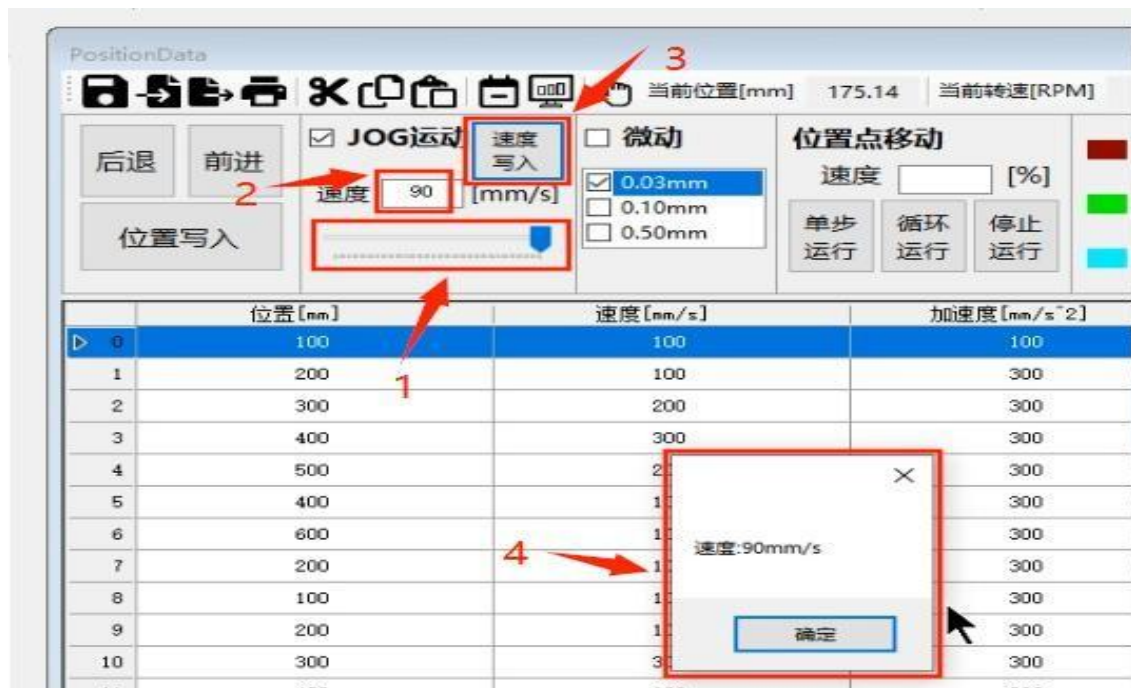 PositionData
3
当前位置[mm] 175.14 当前转速[RPM]
后退 前进
位置写入
JOG运动
速度
写入
2
速度 90 [mm/s]
1
微动
0.03mm
0.10mm
0.50mm
位置点移动
速度 [%]
单步
运行
循环
运行
停止
运行
位置[mm] 速度[mm/s] 加速度[mm/s^2]
0 100 100 100
1 200 100 300
2 300 200 300
3 400 300 300
4 500 300
5 400 300
6 600 300
7 200 300
8 100 300
9 200 300
10 300 300
4
速度:90mm/s
确定